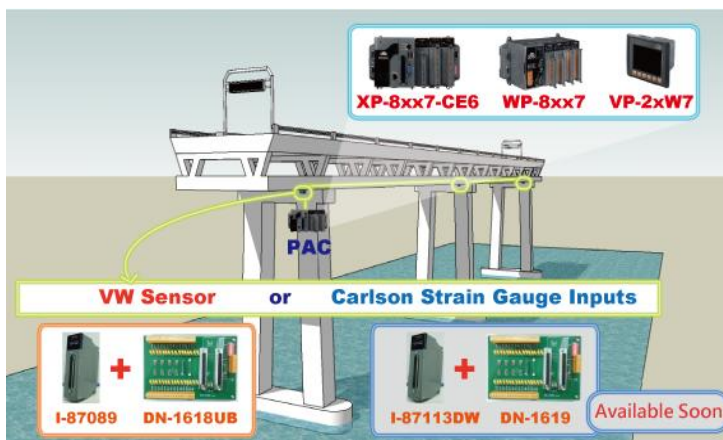 XP-8xx7-CE6 WP-8xx7 VP-2xW7
PAC
VW Sensor or Carlson Strain Gauge Inputs
I-87089 DN-1618UB I-87113DW DN-1619 Available Soon